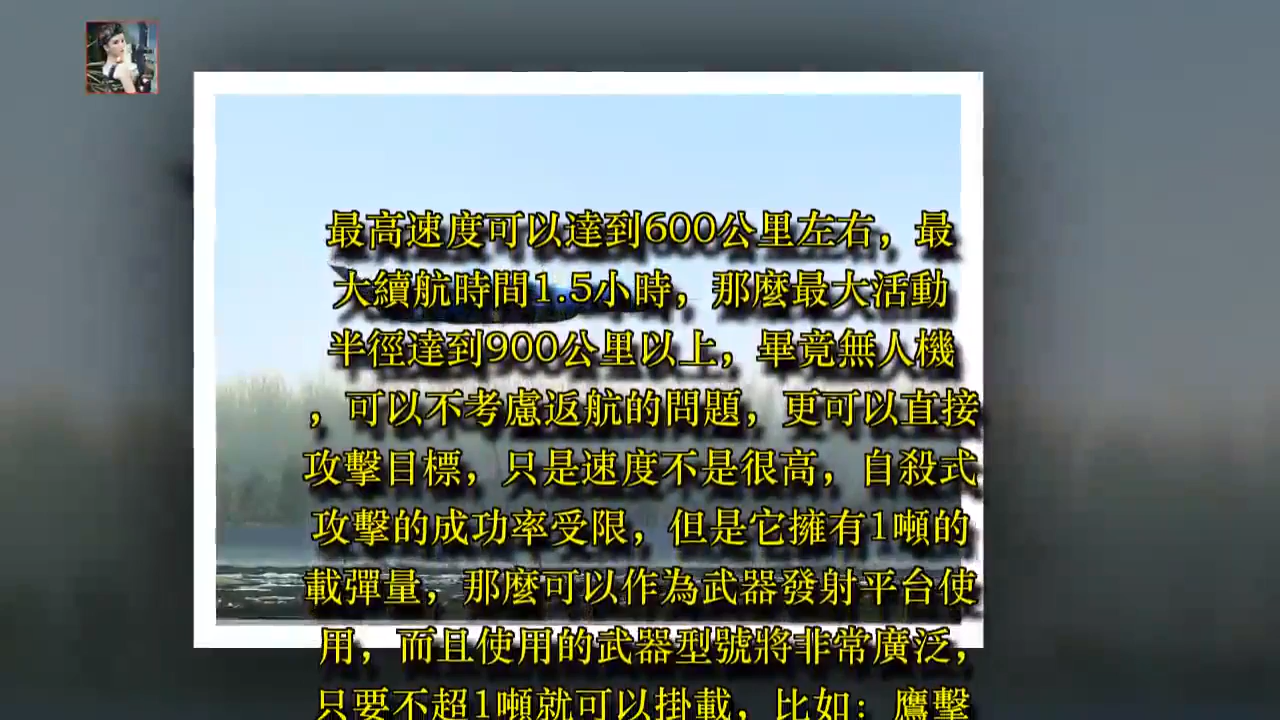 最高速度可以達到600公里左右，最
大續航時間1.5小時，那麼最大活動
半徑達到900公里以上，畢竟無人機
，可以不考慮返航的問題，更可以直接
攻擊目標，只是速度不是很高，自殺式
攻擊的成功率受限，但是它擁有1噸的
載彈量，那麼可以作為武器發射平台使
用，而且使用的武器型號將非常廣泛，
只要不超1噸就可以掛載，比如：鷹擊